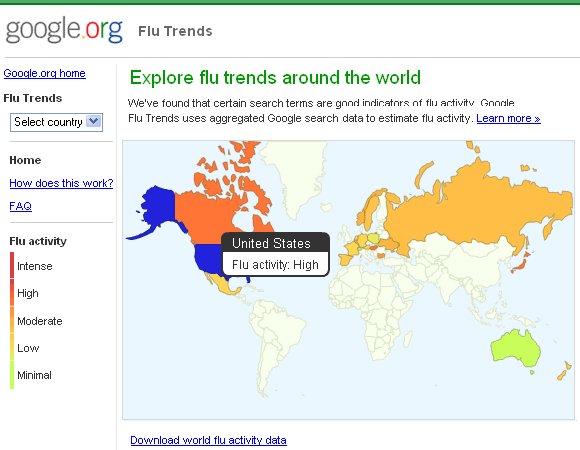 google.org Flu Trends
Google.org home
Flu Trends
Select country
Home
How does this work?
FAQ
Flu activity
Intense
High
Moderate
Low
Minimal
Explore flu trends around the world
We've found that certain search terms are good indicators of flu activity. Google
Flu Trends uses aggregated Google search data to estimate flu activity. Learn more »
United States
Flu activity: High
Download world flu activity data